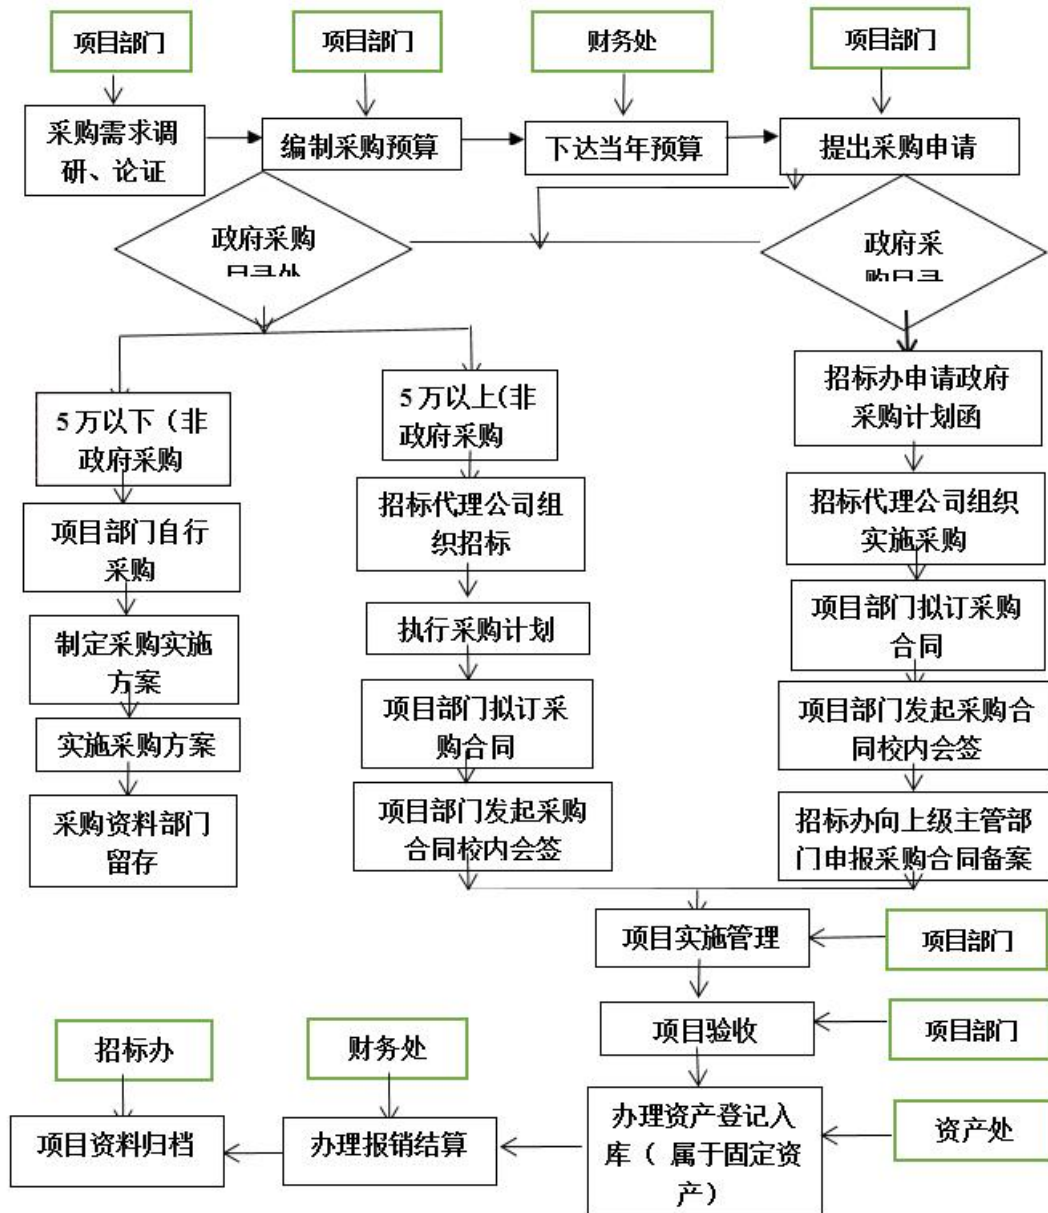 项目部门
项目部门
财务处
项目部门
采购需求调
研、论证
编制采购预算
下达当年预算
提出采购申请
政府采购
目录外
政府采
购目录
5万以下（非
政府采购
5万以上(非
政府采购
招标办申请政府
采购计划函
项目部门自行
采购
招标代理公司组
织招标
招标代理公司组织
实施采购
制定采购实施
方案
执行采购计划
项目部门拟订采购
合同
实施采购方案
项目部门拟订采
购合同
项目部门发起采购合
同校内会签
采购资料部门
留存
项目部门发起采购
合同校内会签
招标办向上级主管部
门申报采购合同备案
项目实施管理
项目部门
项目验收
项目部门
招标办
财务处
项目资料归档
办理报销结算
办理资产登记入
库（ 属于固定资
产）
资产处